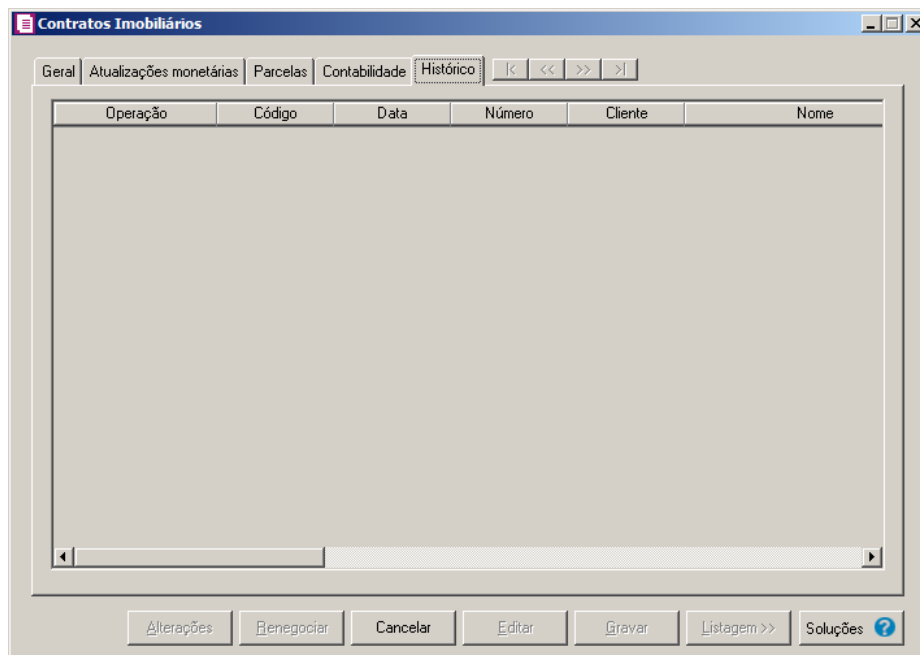 Contratos Imobiliários
Geral Atualizações monetárias Parcelas Contabilidade Histórico |< << >> >|
Operação Código Data Número Cliente Nome
Alterações Renegociar Cancelar Editar Gravar Listagem >> Soluções ?